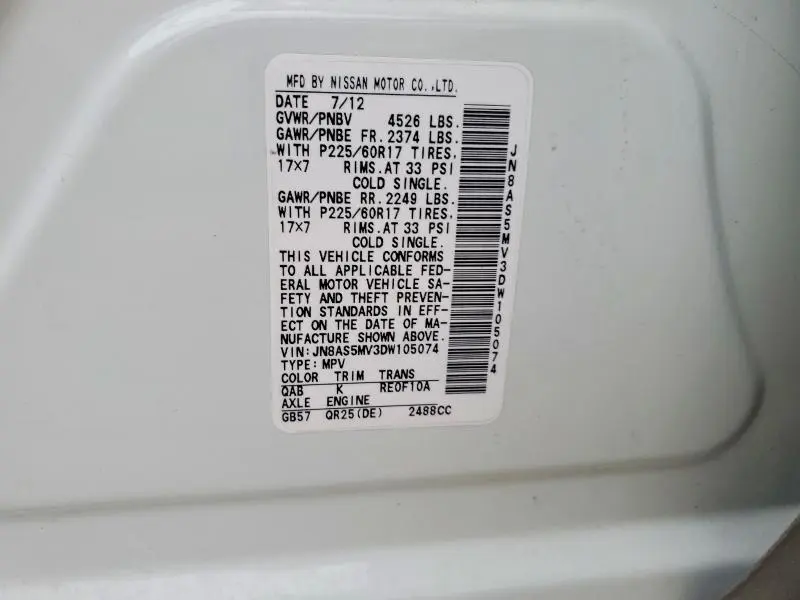 MFD BY NISSAN MOTOR CO.,LTD.
DATE 7/12
GVWR/PNBV 4526 LBS.
GAWR/PNBE FR. 2374 LBS.
WITH P225/60R17 TIRES,
17×7 RIMS.AT 33 PSI
COLD SINGLE.
GAWR/PNBE RR. 2249 LBS.
WITH P225/60R17 TIRES.
17×7 RIMS.AT 33 PSI
COLD SINGLE.
THIS VEHICLE CONFORMS
TO ALL APPLICABLE FED-
ERAL MOTOR VEHICLE SA-
FETY AND THEFT PREVEN-
TION STANDARDS IN EFF-
ECT ON THE DATE OF MA-
NUFACTURE SHOWN ABOVE.
VIN:JN8AS5MV3DW105074
TYPE:MPV
COLOR TRIM TRANS
QAB K RE0F10A
AXLE ENGINE
GB57 QR25(DE) 2488CC
JN8AS5MV3DW105074